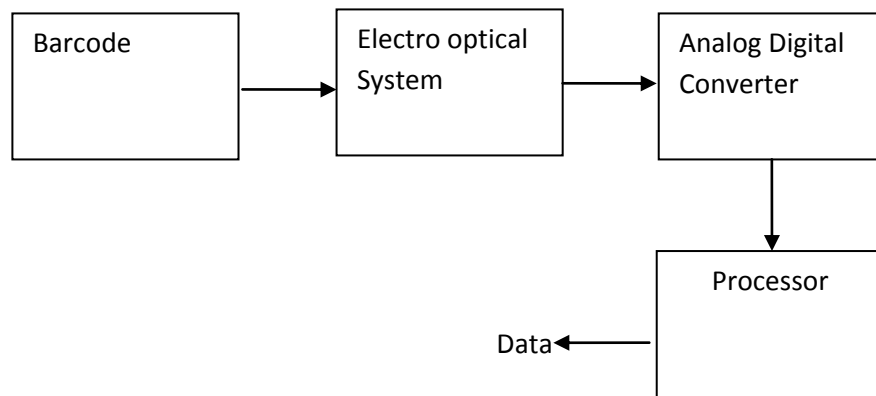 Barcode
Electro optical
System
Analog Digital
Converter
Processor
Data